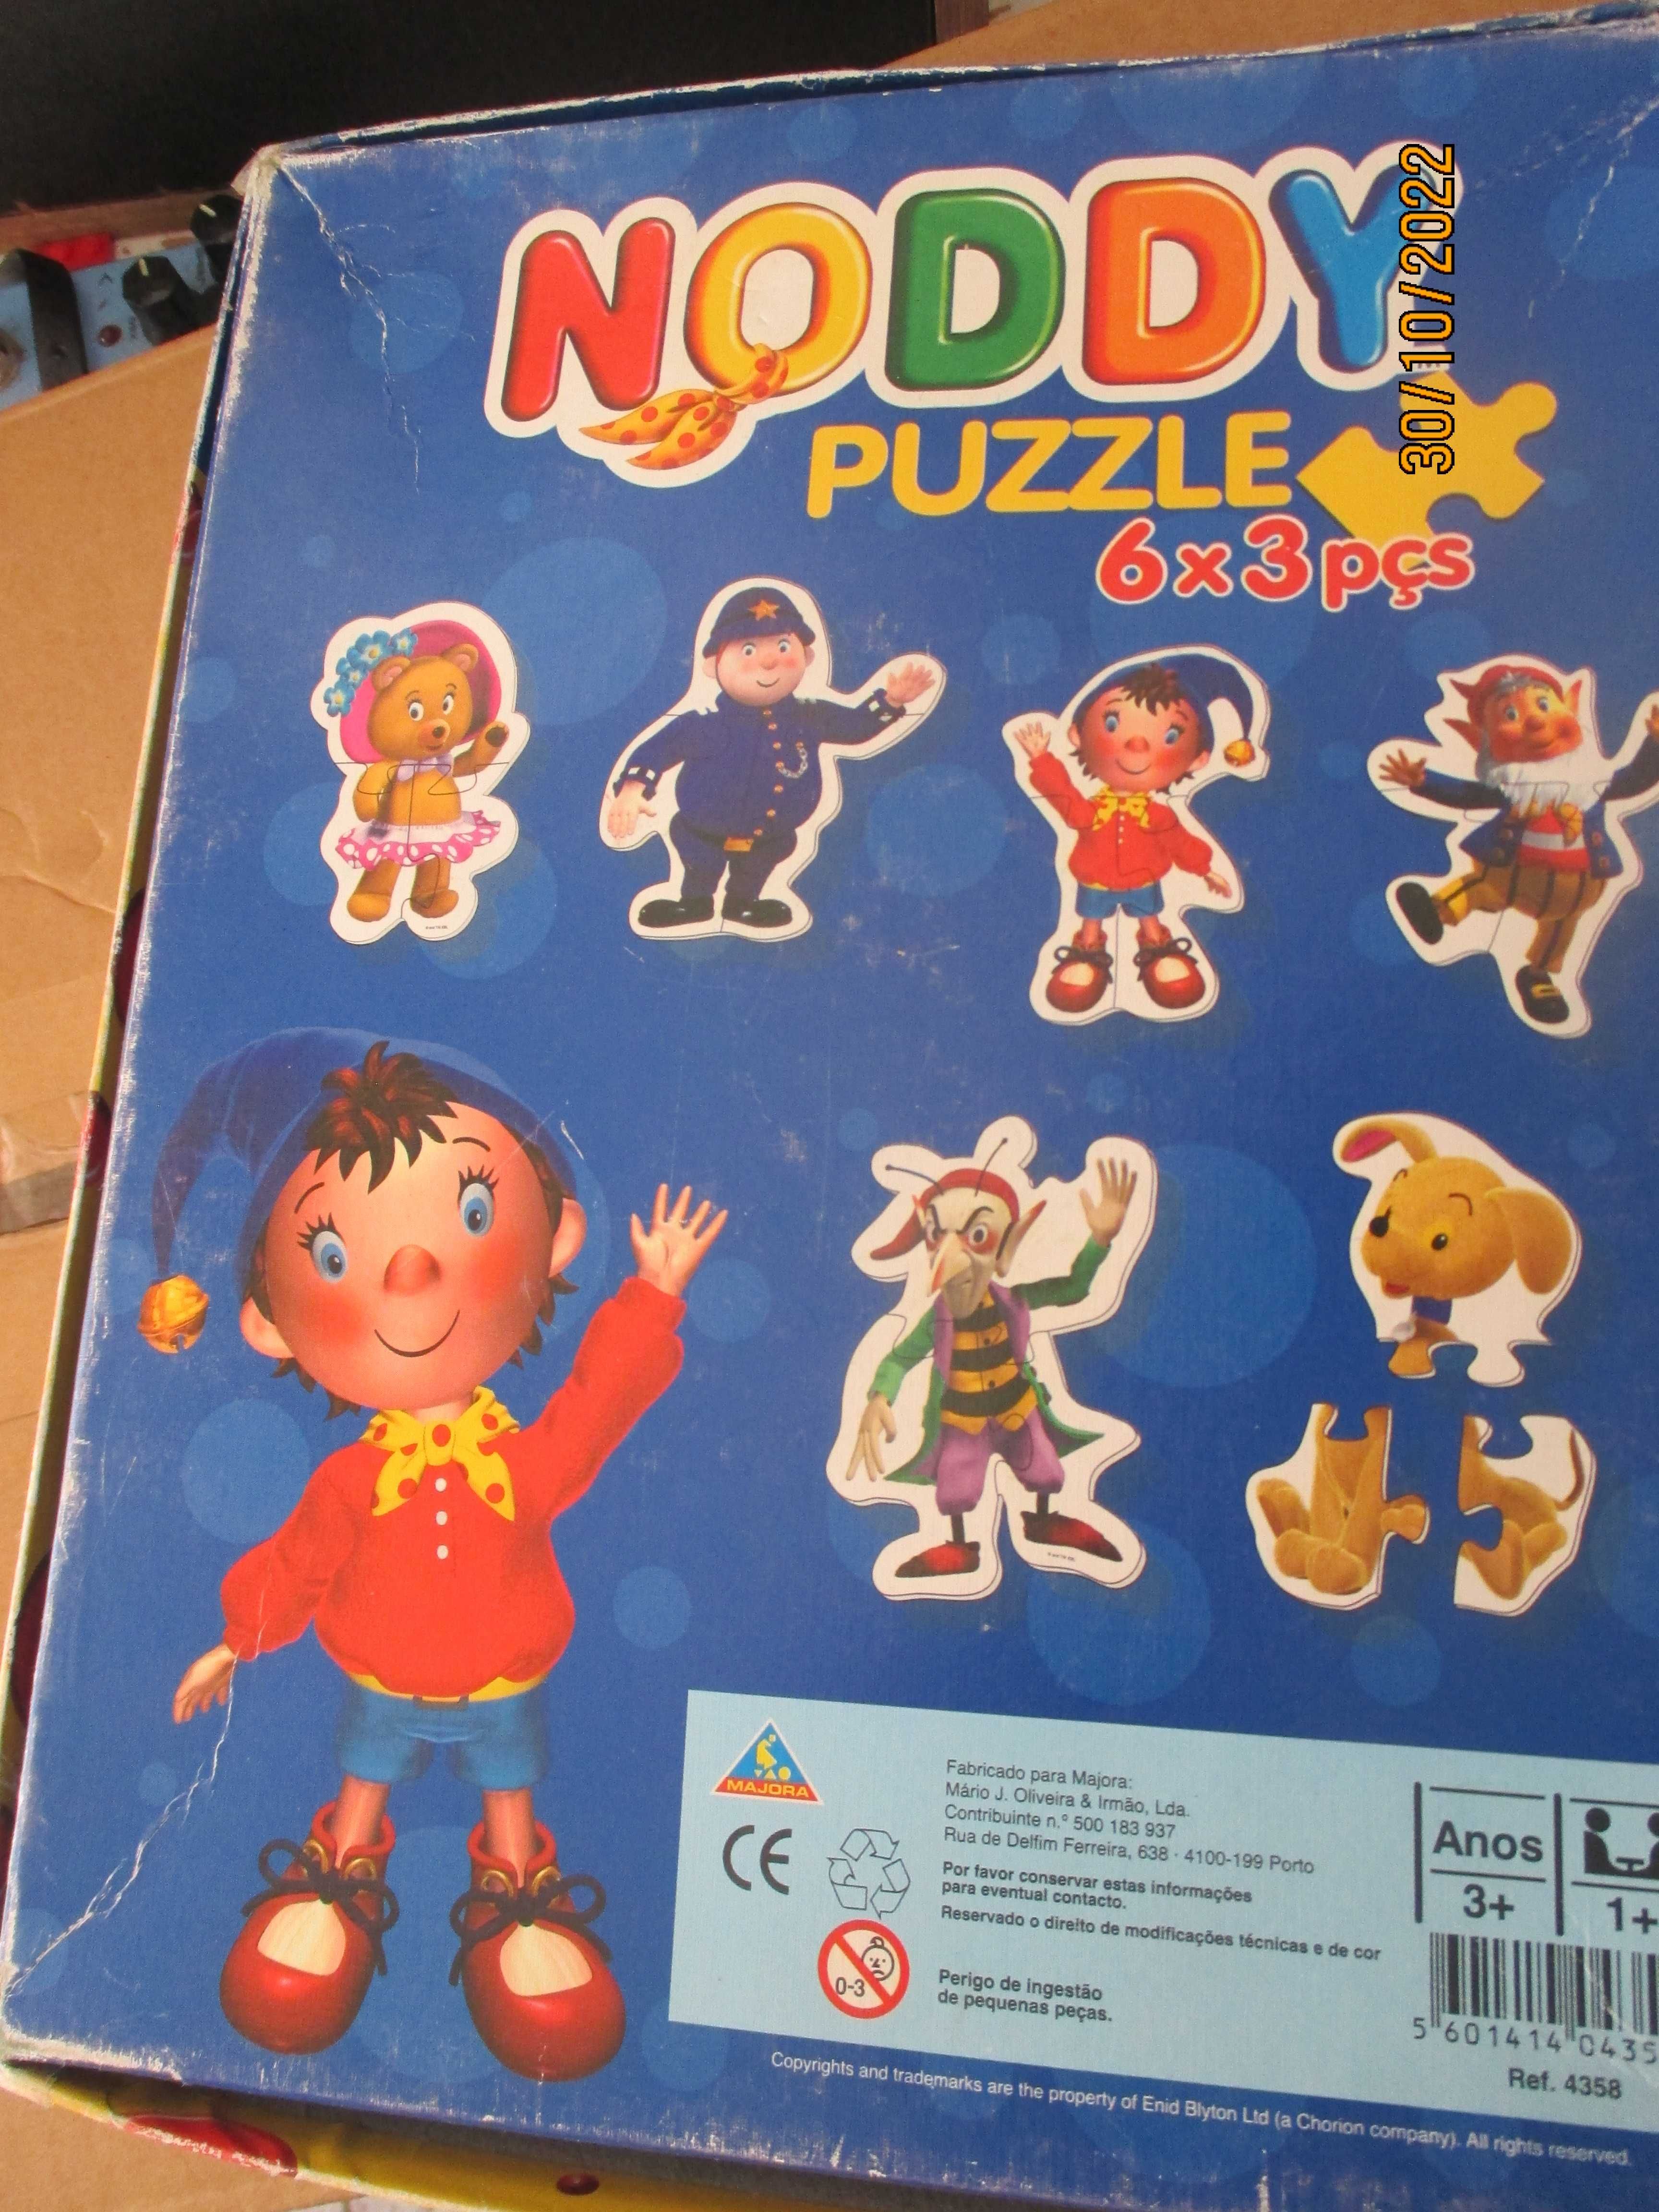 NODDY
PUZZLE
6x3pçs
30/10/2022
MAJORA
CE
0-3
Fabricado para Majora:
Mário J. Oliveira & Irmão, Lda.
Contribuinte n.º 500 183 937
Rua de Delfim Ferreira, 638 · 4100-199 Porto
Por favor conservar estas informações
para eventual contacto.
Reservado o direito de modificações técnicas e de cor
Perigo de ingestão
de pequenas peças.
Anos
3+
1+
5 601414 0435
Ref. 4358
Copyrights and trademarks are the property of Enid Blyton Ltd (a Chorion company). All rights reserved.